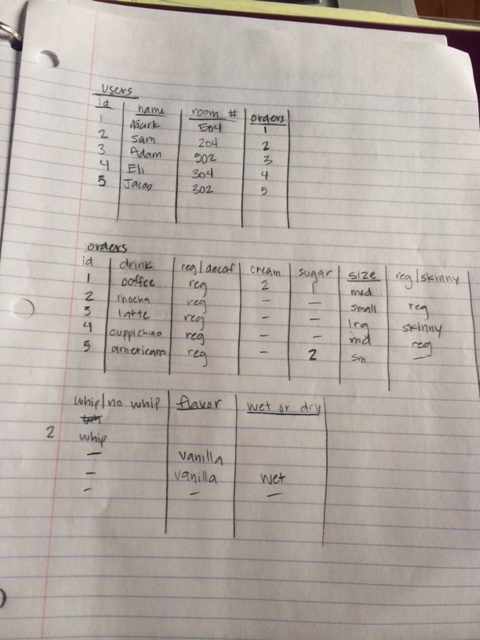 users
id name room # orders
1 Mark 504 1
2 Sam 204 2
3 Adam 502 3
4 Eli 304 4
5 Jacob 302 5
orders
id drink reg/decaf cream sugar size reg/skinny
1 coffee reg 2 1 med
2 mocha reg - - small reg
3 latte reg - - lrg skinny
4 cuppichino reg - - md reg
5 americano reg - 2 sm -
whip/no whip flavor wet or dry
2 whip
- vanilla
- vanilla wet
- - -